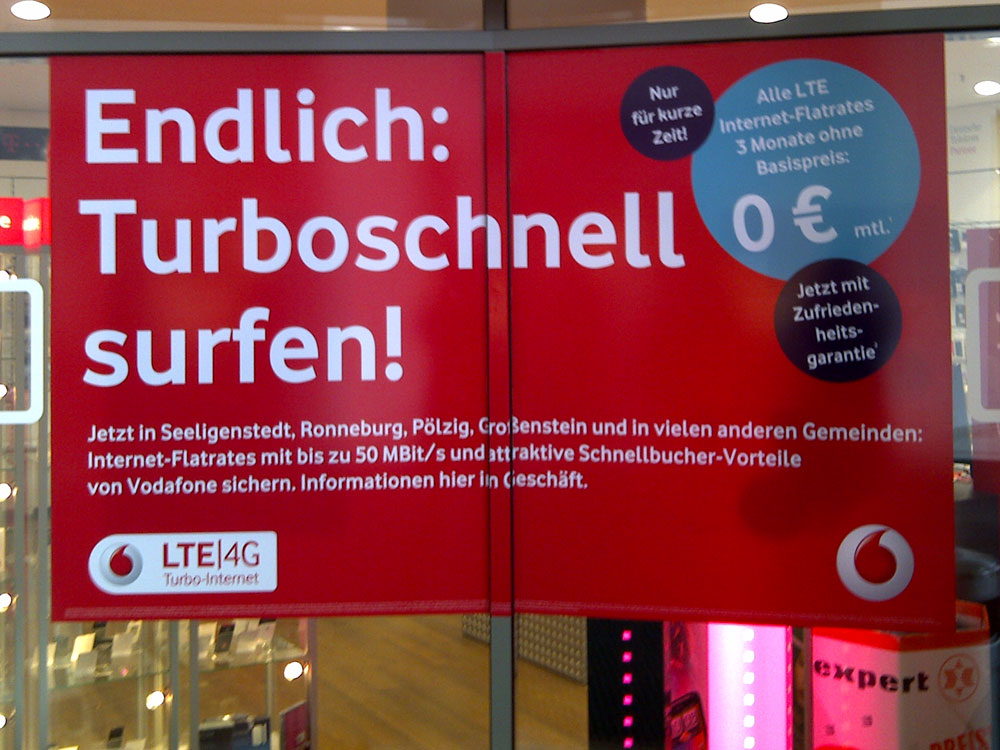 Endlich:
Turboschnell
surfen!
Nur
für kurze
Zeit!
Alle LTE
Internet-Flatrates
3 Monate ohne
Basispreis:
0 € mtl.¹
Jetzt mit
Zufrieden-
heits-
garantie¹
Jetzt in Seeligenstedt, Ronneburg, Pölzig, Großenstein und in vielen anderen Gemeinden:
Internet-Flatrates mit bis zu 50 MBit/s und attraktive Schnellbucher-Vorteile
von Vodafone sichern. Informationen hier im Geschäft.
LTE|4G
Turbo-Internet
expert